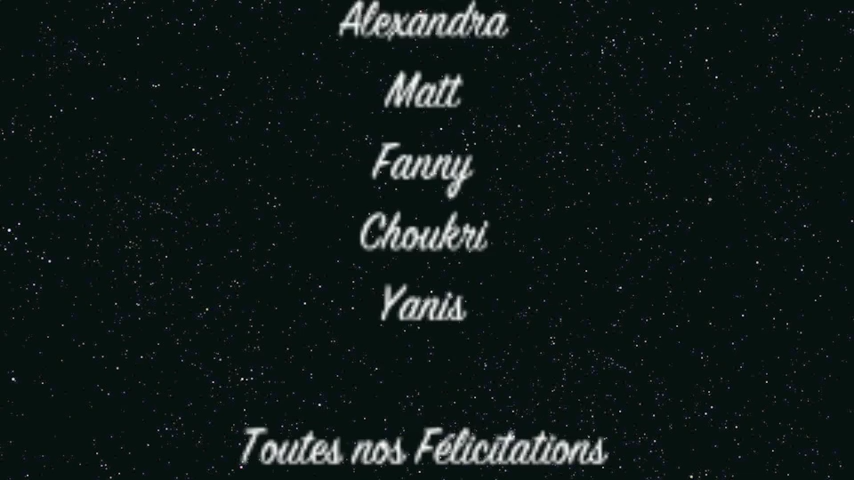 Alexandra
Matt
Fanny
Choukri
Yanis
Toutes nos Félicitations